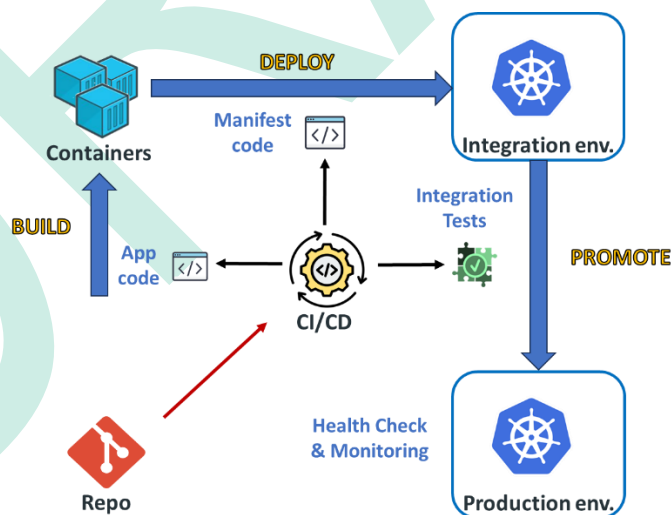 DEPLOY
Manifest
code
</>
Containers
Integration env.
BUILD
App
code
</>
</>
CI/CD
Integration
Tests
PROMOTE
Health Check
& Monitoring
Repo
Production env.